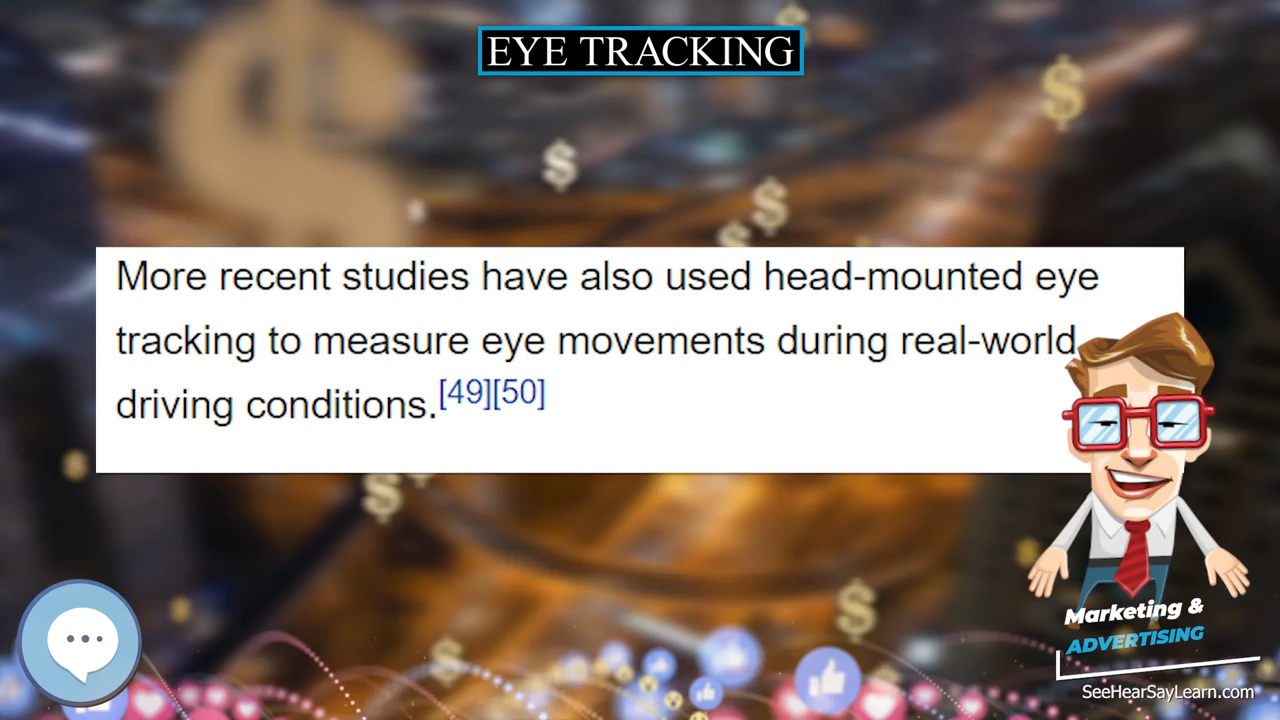 EYE TRACKING
More recent studies have also used head-mounted eye
tracking to measure eye movements during real-world
driving conditions.[49][50]
Marketing &
ADVERTISING
SeeHearSayLearn.com